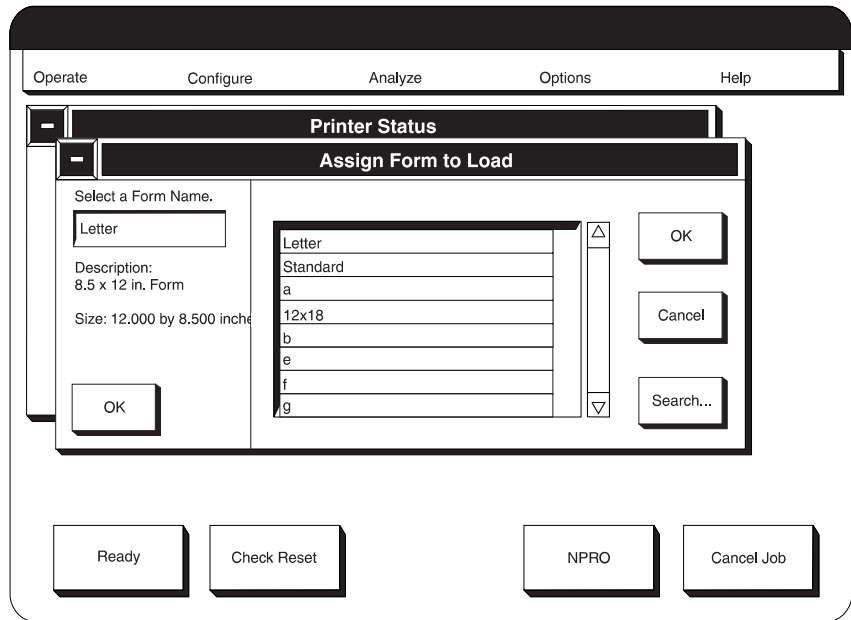 Operate Configure Analyze Options Help
Printer Status
Assign Form to Load
Select a Form Name.
Letter
Description:
8.5 x 12 in. Form
Size: 12.000 by 8.500 inche
OK
Letter
Standard
a
12x18
b
e
f
g
OK
Cancel
Search...
Ready Check Reset NPRO Cancel Job